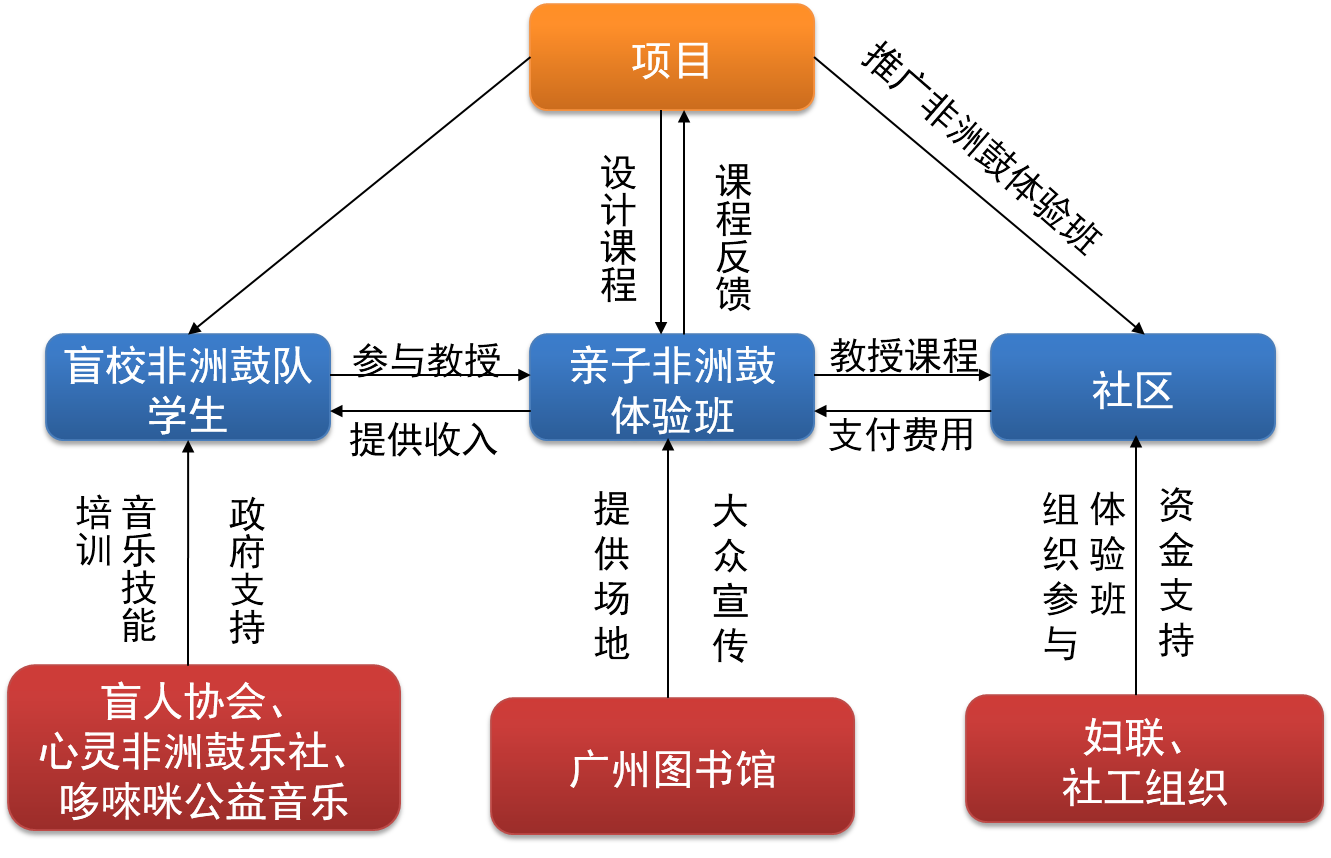 项目
推广非洲鼓体验班
设计课程
课程反馈
盲校非洲鼓队
学生
参与教授
提供收入
亲子非洲鼓
体验班
教授课程
支付费用
社区
音乐技能
培训
政府支持
提供场地
大众宣传
组织参与
体验班
资金支持
盲人协会、
心灵非洲鼓乐社、
哆唻咪公益音乐
广州图书馆
妇联、
社工组织